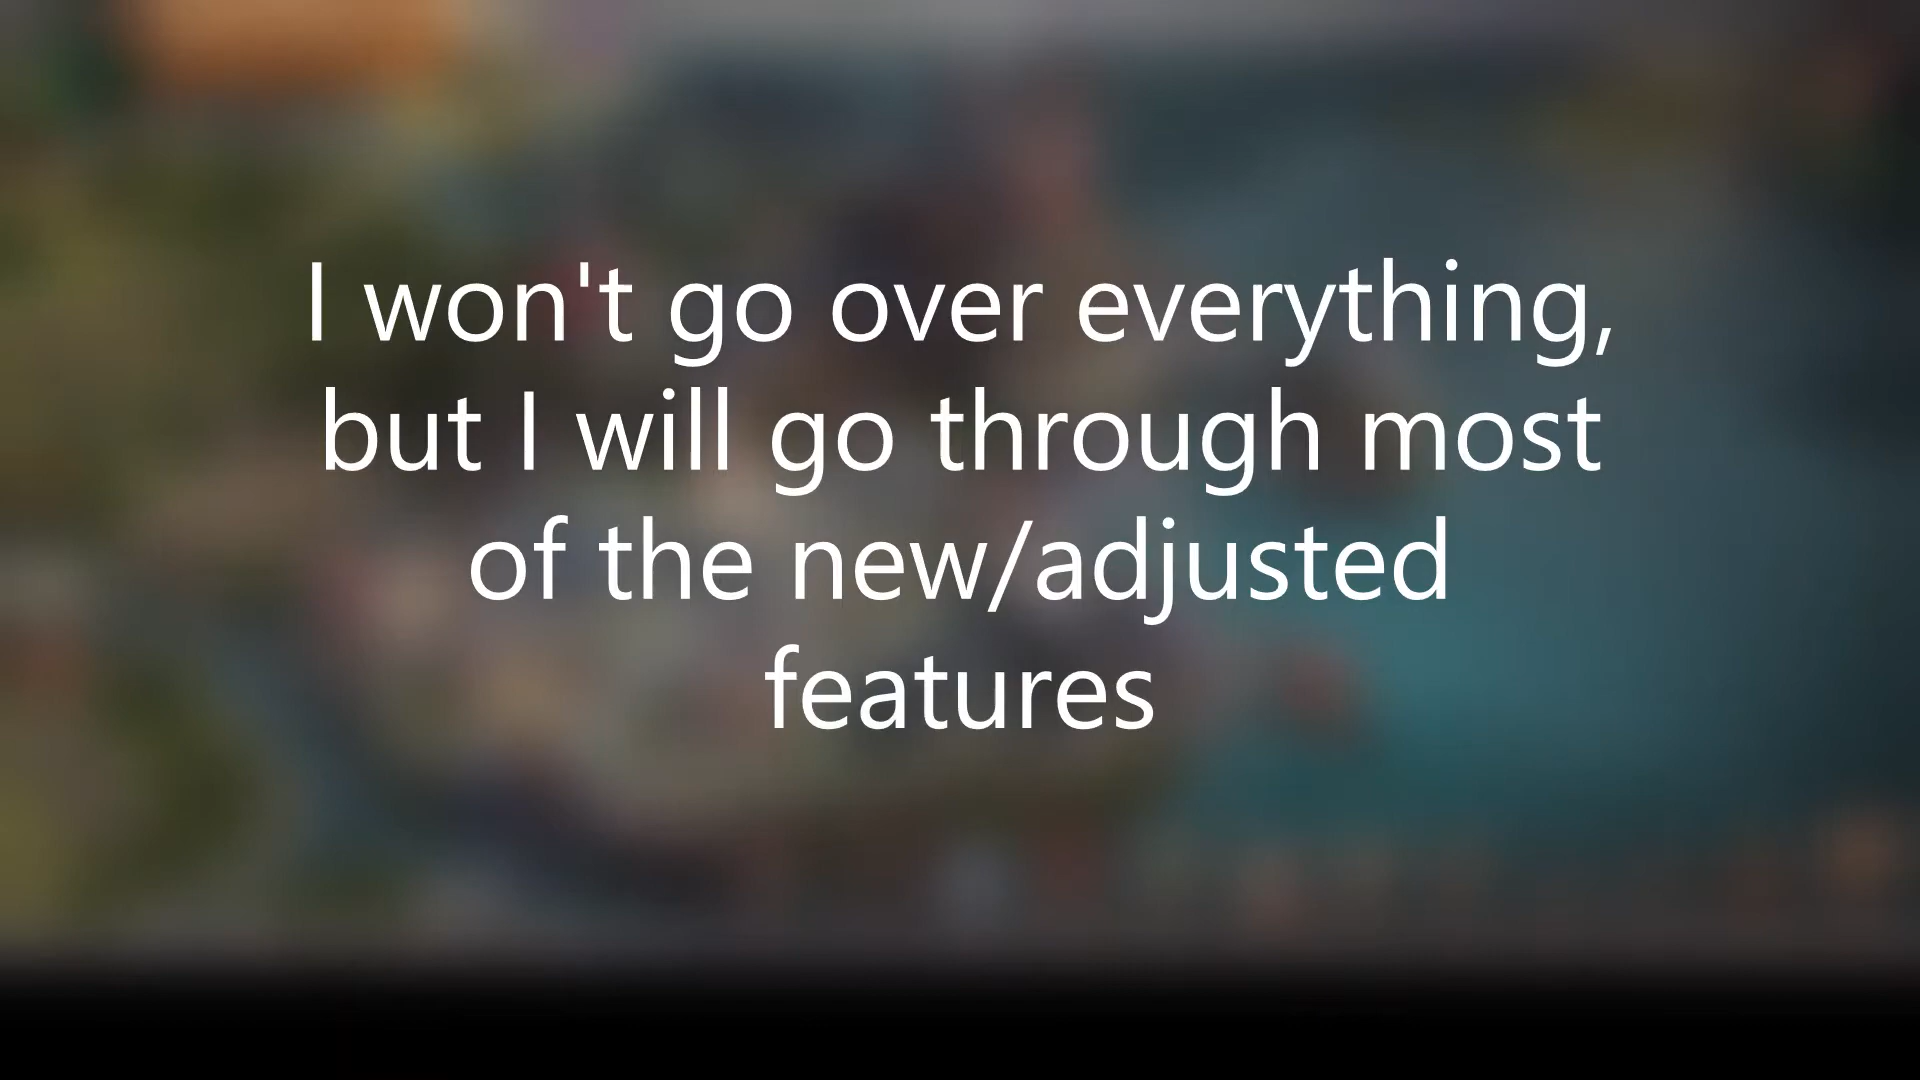 I won't go over everything,
but I will go through most
of the new/adjusted
features